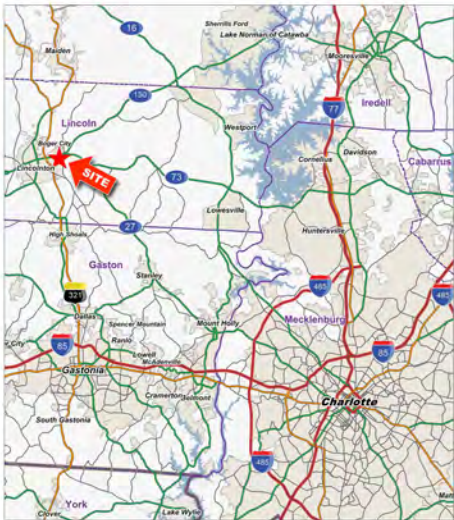 Sherrills Ford
16
Lake Norman of Catawba
Maiden
Mooresville
150
77
Iredell
Lincoln
Westport
Boger City
Davidson
Cornelius
Cabarrus
Lincolnton
SITE
73
Lowesville
27
High Shoals
Huntersville
Gaston
Stanley
485
321
Mecklenburg
485
Dallas
Spencer Mountain
Mount Holly
Ranlo
85
85
Lowell
McAdenville
Gastonia
Cramerton
Belmont
Charlotte
South Gastonia
485
York
Clover
Lake Wylie